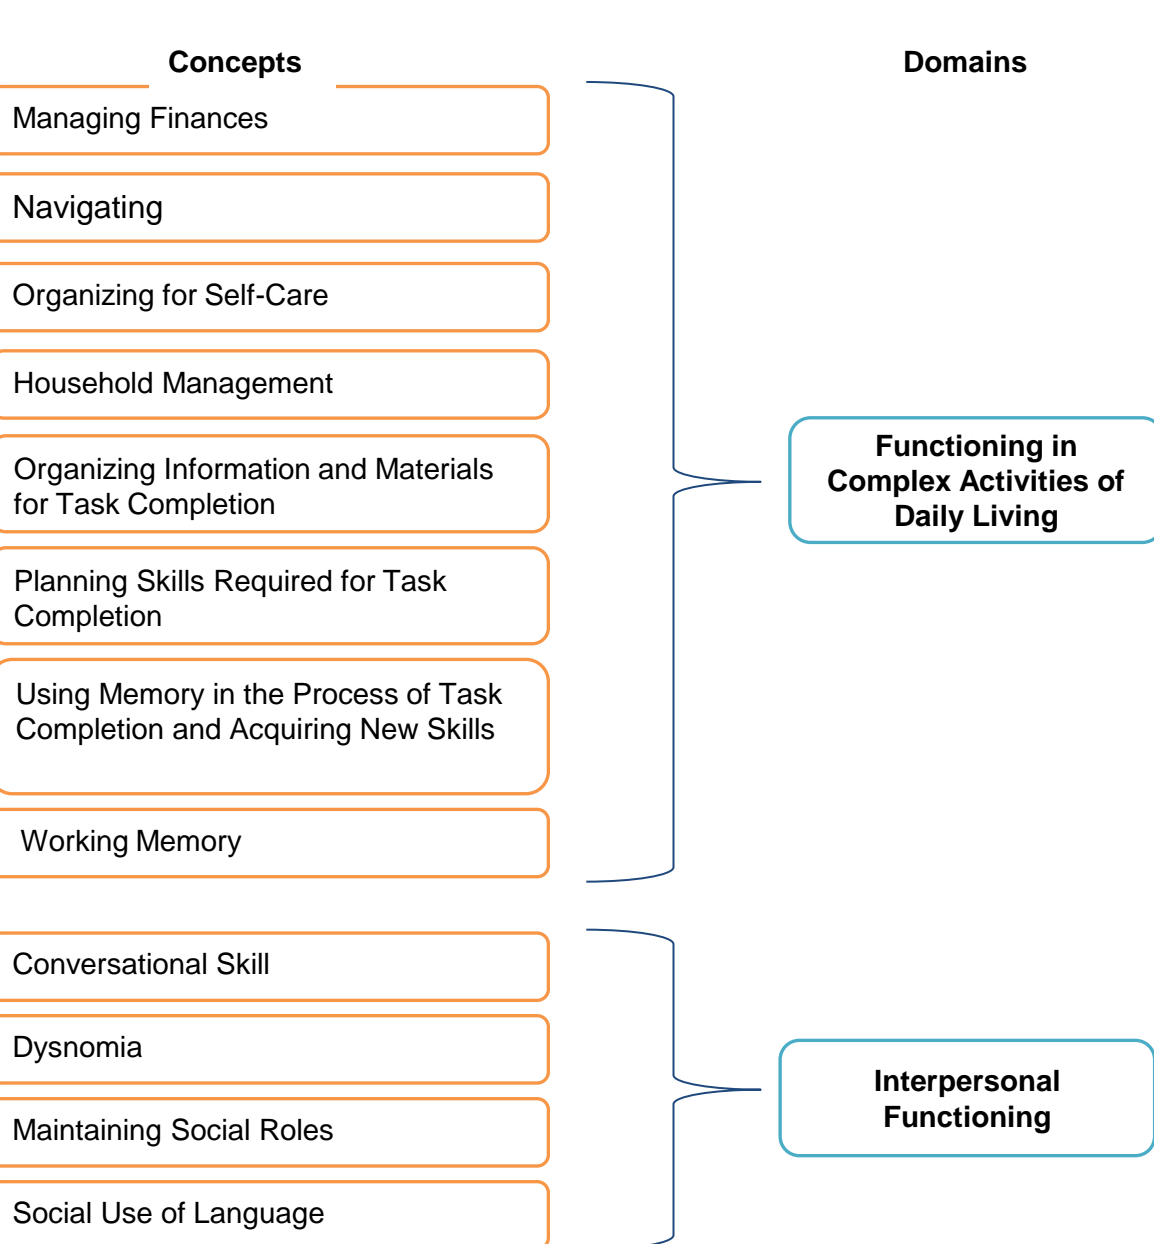 Concepts
Domains
Managing Finances
Navigating
Organizing for Self-Care
Household Management
Organizing Information and Materials
for Task Completion
Planning Skills Required for Task
Completion
Using Memory in the Process of Task
Completion and Acquiring New Skills
Working Memory
Functioning in
Complex Activities of
Daily Living
Conversational Skill
Dysnomia
Maintaining Social Roles
Social Use of Language
Interpersonal
Functioning